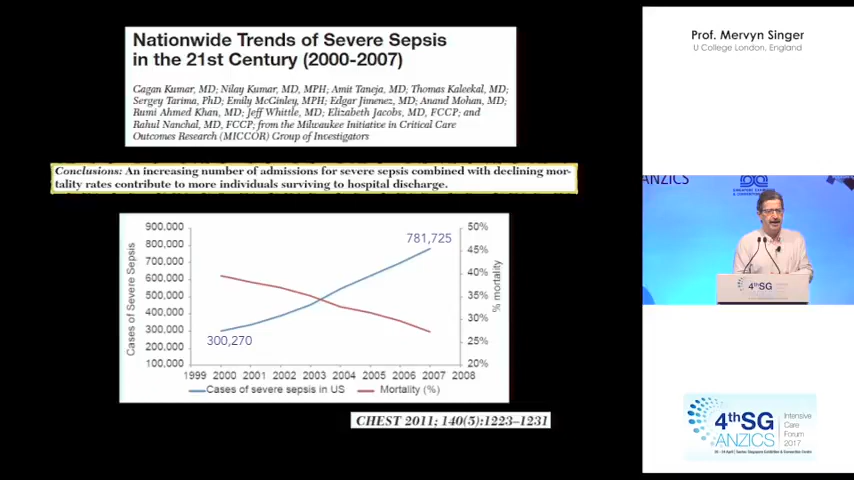 Nationwide Trends of Severe Sepsis
in the 21st Century (2000-2007)
Gagan Kumar, MD; Nilay Kumar, MD, MPH; Amit Taneja, MD; Thomas Kaleekal, MD;
Sergey Tarima, PhD; Emily McGinley, MPH; Edgar Jimenez, MD; Anand Mohan, MD;
Rumi Ahmed Khan, MD; Jeff Whittle, MD; Elizabeth Jacobs, MD, FCCP; and
Rahul Nanchal, MD, FCCP; from the Milwaukee Initiative in Critical Care
Outcomes Research (MICCOR) Group of Investigators
Conclusions: An increasing number of admissions for severe sepsis combined with declining mor-
tality rates contribute to more individuals surviving to hospital discharge.
Cases of Severe Sepsis
900,000
800,000
700,000
600,000
500,000
400,000
300,000
200,000
100,000
300,270
781,725
50%
45%
40%
35%
30%
25%
20%
% mortality
1999 2000 2001 2002 2003 2004 2005 2006 2007 2008
Cases of severe sepsis in US
Mortality (%)
CHEST 2011; 140(5):1223–1231
Prof. Mervyn Singer
U College London, England
ANZICS
4thSG
4thSG
ANZICS
Intensive
Care
Forum
2017